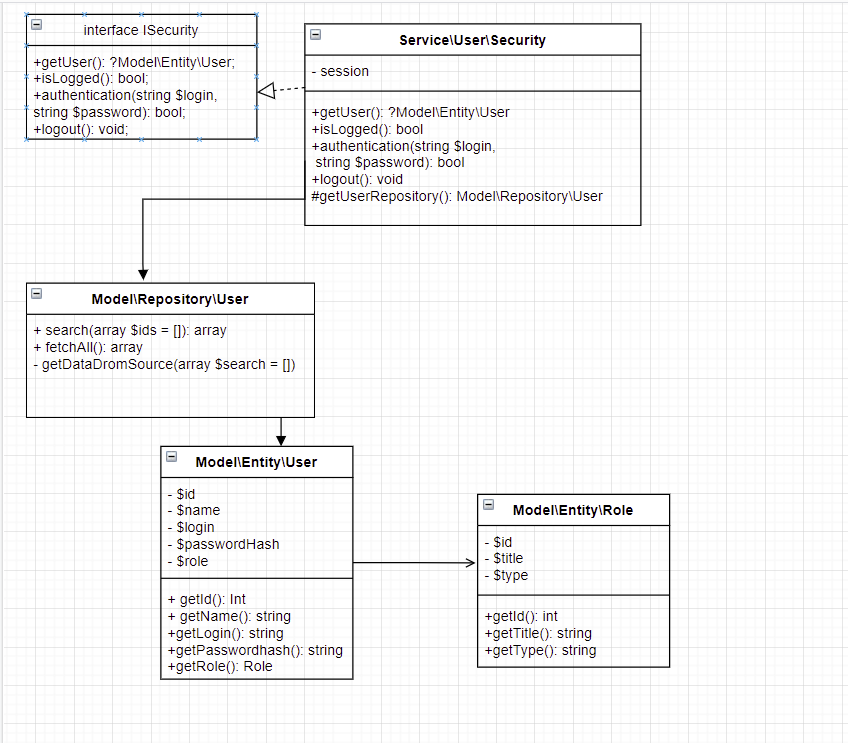 interface ISecurity
+getUser(): ?Model\Entity\User;
+isLogged(): bool;
+authentication(string $login,
string $password): bool;
+logout(): void;
Service\User\Security
- session
+getUser(): ?Model\Entity\User
+isLogged(): bool
+authentication(string $login,
string $password): bool
+logout(): void
#getUserRepository(): Model\Repository\User
Model\Repository\User
+ search(array $ids = []): array
+ fetchAll(): array
- getDataDromSource(array $search = [])
Model\Entity\User
- $id
- $name
- $login
- $passwordHash
- $role
+ getId(): Int
+ getName(): string
+getLogin(): string
+getPasswordhash(): string
+getRole(): Role
Model\Entity\Role
- $id
- $title
- $type
+getId(): int
+getTitle(): string
+getType(): string